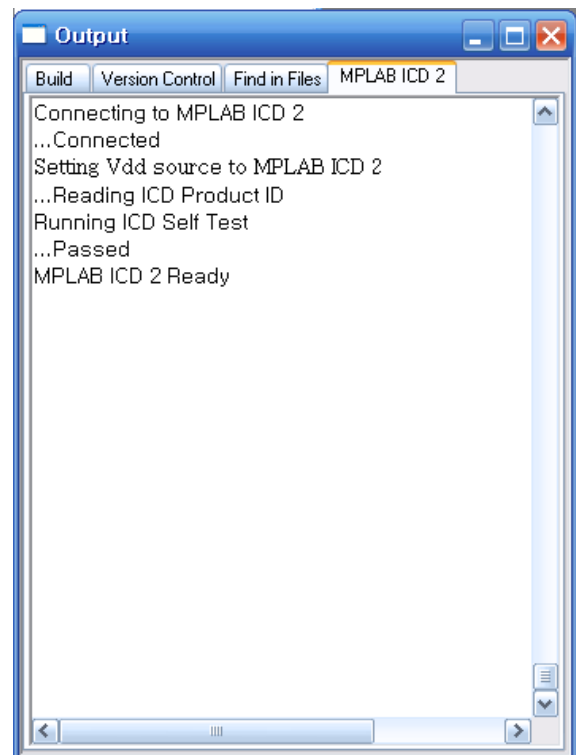 Output
Build Version Control Find in Files MPLAB ICD 2
Connecting to MPLAB ICD 2
...Connected
Setting Vdd source to MPLAB ICD 2
...Reading ICD Product ID
Running ICD Self Test
...Passed
MPLAB ICD 2 Ready